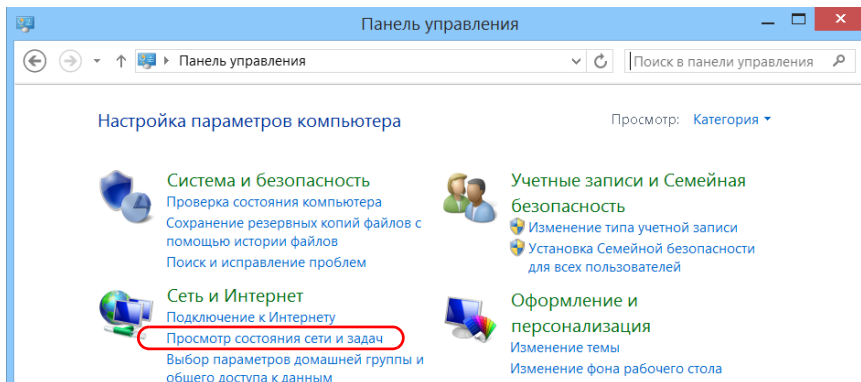 Панель управления
Панель управления
Поиск в панели управления
Настройка параметров компьютера
Просмотр: Категория
Система и безопасность
Проверка состояния компьютера
Сохранение резервных копий файлов с
помощью истории файлов
Поиск и исправление проблем
Учетные записи и Семейная
безопасность
Изменение типа учетной записи
Установка Семейной безопасности
для всех пользователей
Сеть и Интернет
Подключение к Интернету
Просмотр состояния сети и задач
Выбор параметров домашней группы и
общего доступа к данным
Оформление и
персонализация
Изменение темы
Изменение фона рабочего стола